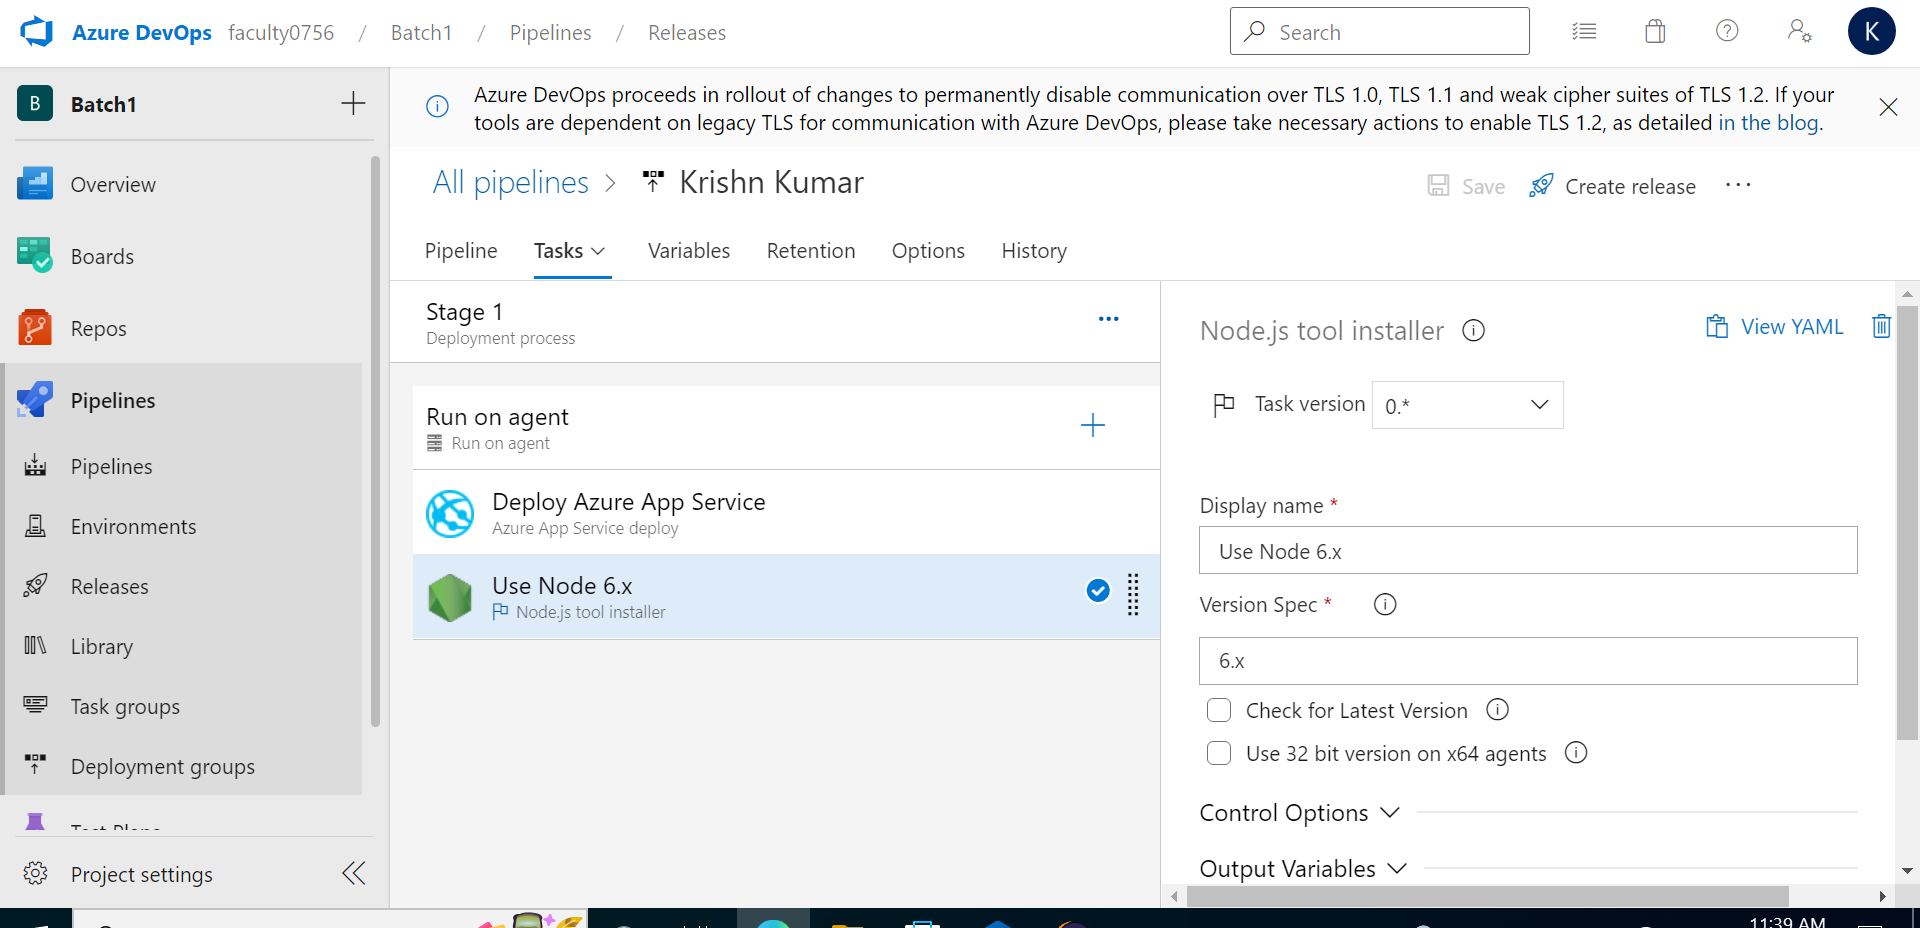 Azure DevOps faculty0756 / Batch1 / Pipelines / Releases
Search
K
B Batch1
Overview
Boards
Repos
Pipelines
Pipelines
Environments
Releases
Library
Task groups
Deployment groups
Test Plans
Project settings
Azure DevOps proceeds in rollout of changes to permanently disable communication over TLS 1.0, TLS 1.1 and weak cipher suites of TLS 1.2. If your
tools are dependent on legacy TLS for communication with Azure DevOps, please take necessary actions to enable TLS 1.2, as detailed in the blog.
All pipelines > Krishn Kumar
Save Create release ...
Pipeline Tasks Variables Retention Options History
Stage 1
Deployment process
Run on agent
Run on agent
Deploy Azure App Service
Azure App Service deploy
Use Node 6.x
Node.js tool installer
Node.js tool installer
View YAML
Task version 0.*
Display name *
Use Node 6.x
Version Spec *
6.x
Check for Latest Version
Use 32 bit version on x64 agents
Control Options
Output Variables
11:39 AM